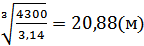 ∛(4300/3,14) = 20,88(м)